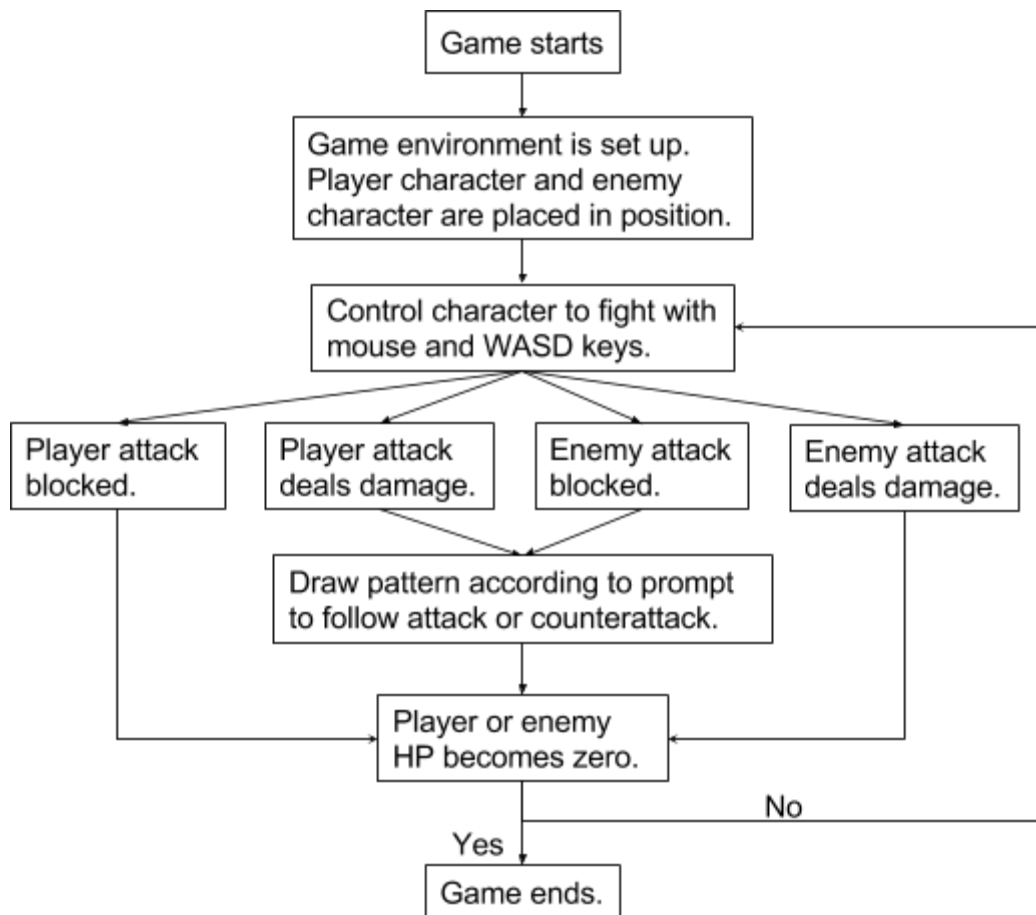 Game starts
Game environment is set up.
Player character and enemy
character are placed in position.
Control character to fight with
mouse and WASD keys.
Player attack
blocked.
Player attack
deals damage.
Enemy attack
blocked.
Enemy attack
deals damage.
Draw pattern according to prompt
to follow attack or counterattack.
Player or enemy
HP becomes zero.
No
Yes
Game ends.